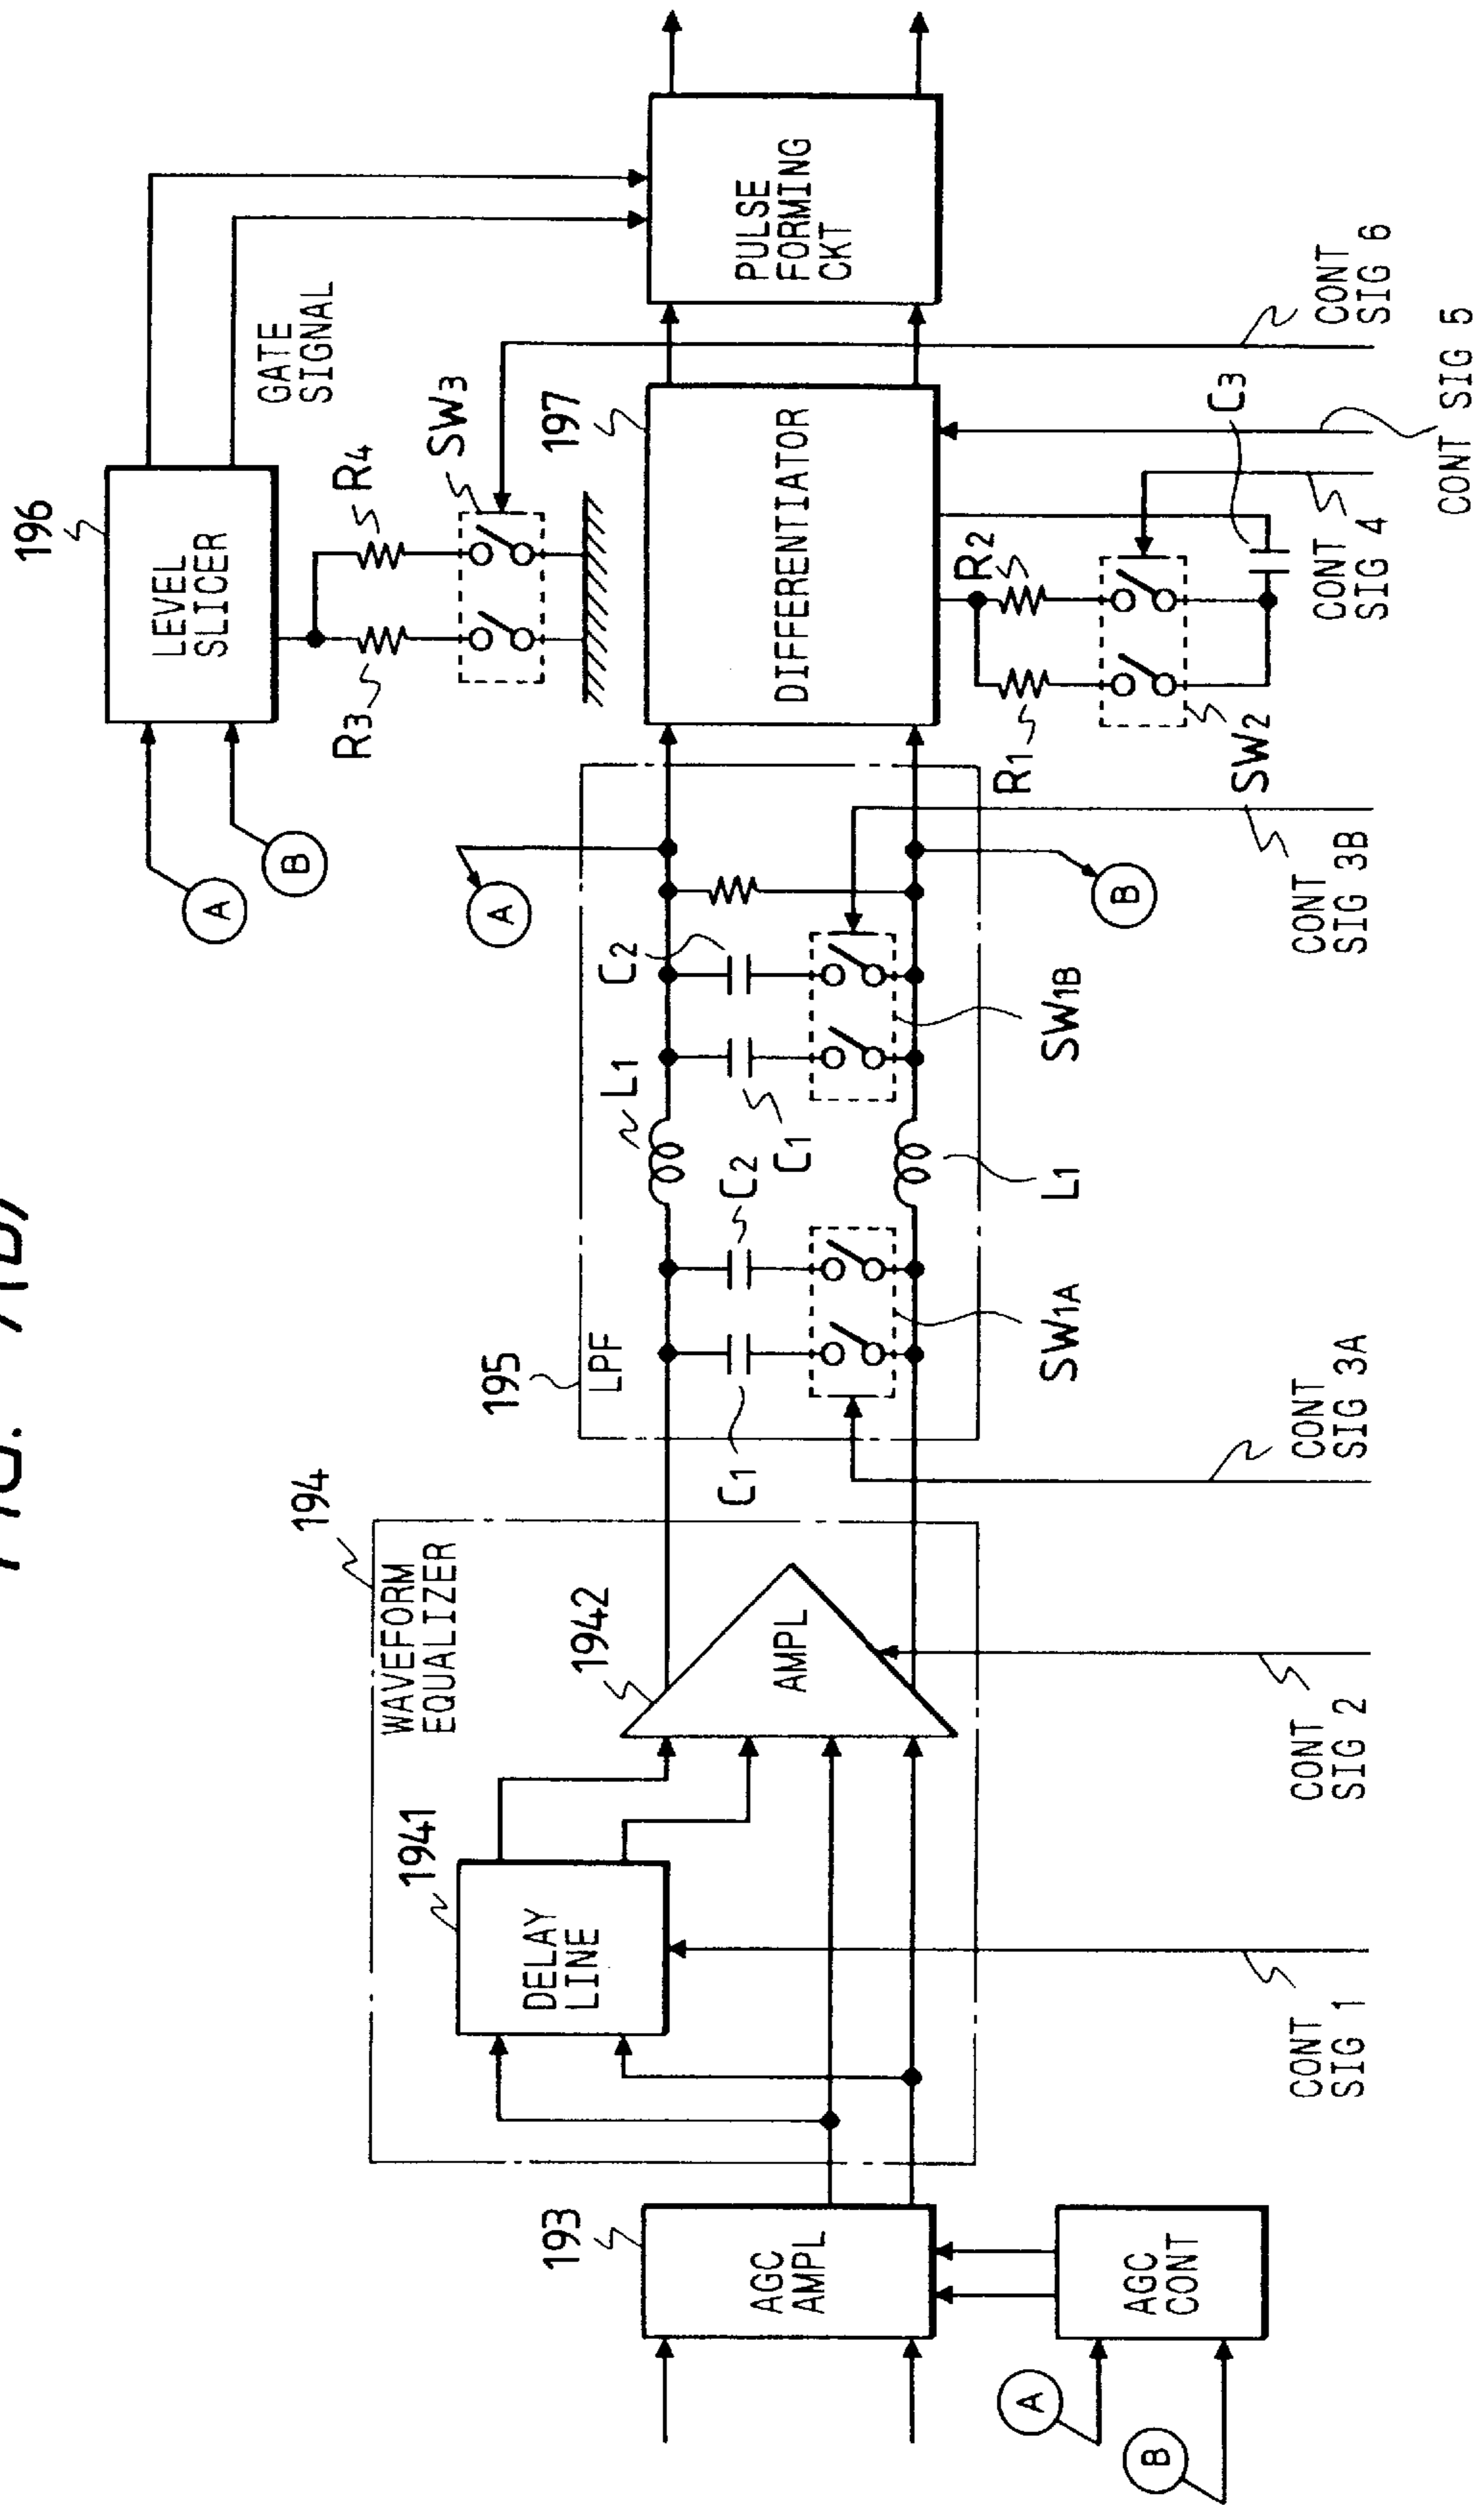 196
LEVEL
SLICER
GATE
SIGNAL
A
B
R3
R4
SW3
197
194
WAVEFORM
EQUALIZER
195
LPF
L1
C2
A
1941
DELAY
LINE
1942
AMPL
193
AGC
AMPL
C1
C2
C1
DIFFERENTIATOR
PULSE
FORMING
CKT
SW1A
L1
SW1B
B
R1
R2
SW2
C3
A
B
AGC
CONT
CONT
SIG 1
CONT
SIG 2
CONT
SIG 3A
CONT
SIG 3B
CONT
SIG 4
CONT SIG 5
CONT
SIG 6